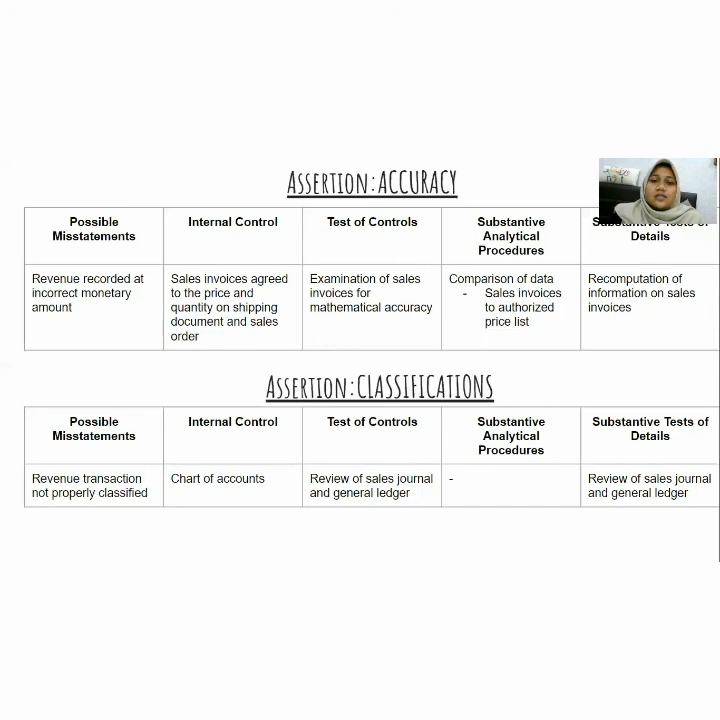 ASSERTION: ACCURACY
Possible Misstatements
Internal Control
Test of Controls
Substantive Analytical Procedures
Substantive Tests of Details
Revenue recorded at
incorrect monetary
amount
Sales invoices agreed
to the price and
quantity on shipping
document and sales
order
Examination of sales
invoices for
mathematical accuracy
Comparison of data
- Sales invoices
to authorized
price list
Recomputation of
information on sales
invoices
ASSERTION: CLASSIFICATIONS
Possible
Misstatements
Internal Control
Test of Controls
Substantive
Analytical
Procedures
Substantive Tests of
Details
Revenue transaction
not properly classified
Chart of accounts
Review of sales journal
and general ledger
-
Review of sales journal
and general ledger